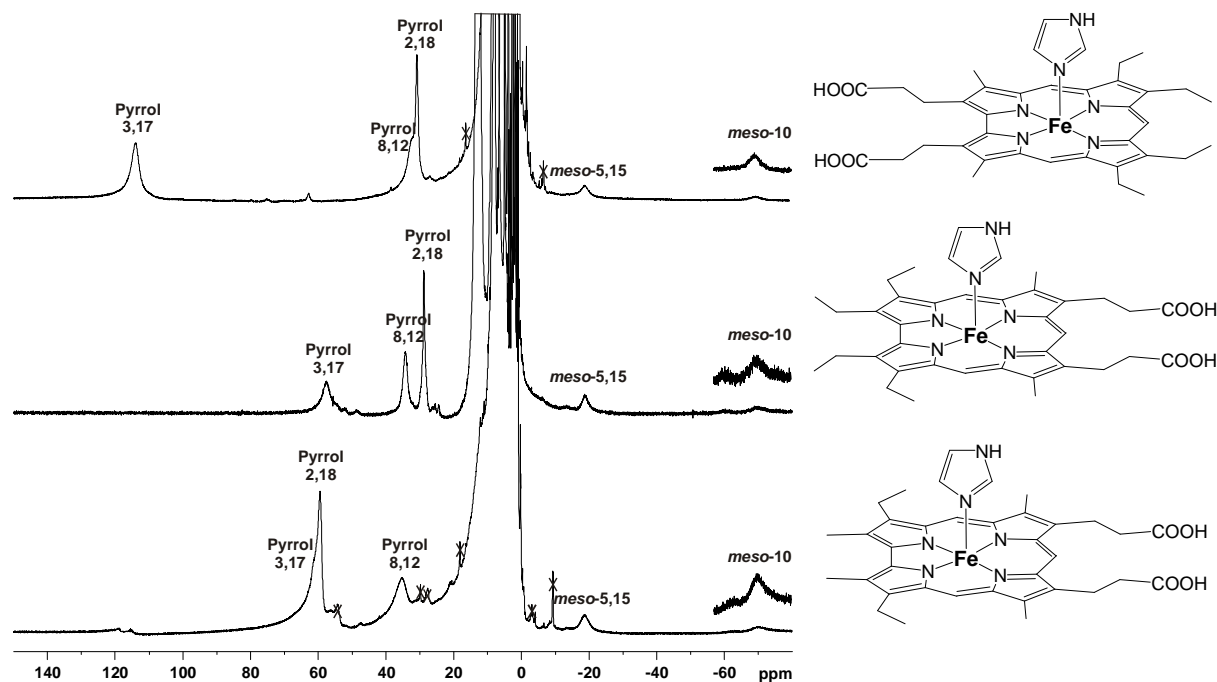 Pyrrol
2,18
Pyrrol
3,17
Pyrrol
8,12
meso-5,15
meso-10
NH
N
HOOC
HOOC
N
N
Fe
N
N
Pyrrol
2,18
Pyrrol
8,12
Pyrrol
3,17
meso-5,15
meso-10
NH
N
COOH
N
N
Fe
N
N
COOH
Pyrrol
2,18
Pyrrol
3,17
Pyrrol
8,12
meso-5,15
meso-10
NH
N
COOH
N
N
Fe
N
N
COOH
140 120 100 80 60 40 20 0 -20 -40 -60 ppm